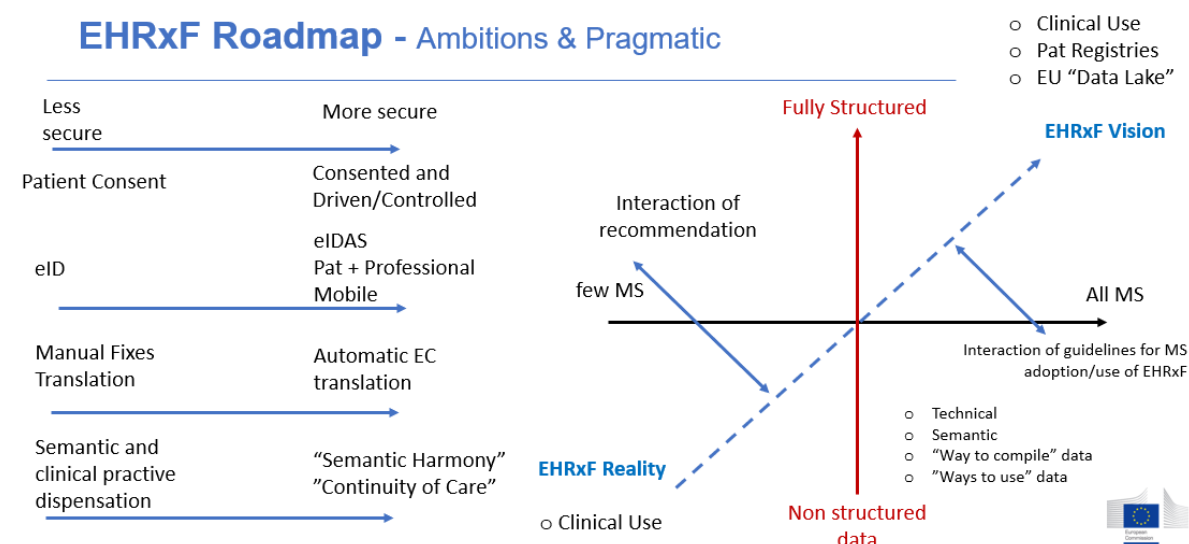 EHRxF Roadmap - Ambitions & Pragmatic
o Clinical Use
o Pat Registries
o EU “Data Lake”
Less
secure
More secure
Patient Consent
Consented and
Driven/Controlled
eID
eIDAS
Pat + Professional
Mobile
Manual Fixes
Translation
Automatic EC
translation
Semantic and
clinical practive
dispensation
“Semantic Harmony”
”Continuity of Care”
Fully Structured
EHRxF Vision
Interaction of
recommendation
few MS
All MS
Interaction of guidelines for MS
adoption/use of EHRxF
o Technical
o Semantic
o “Way to compile” data
o ”Ways to use” data
EHRxF Reality
o Clinical Use
Non structured
data
European
Commission